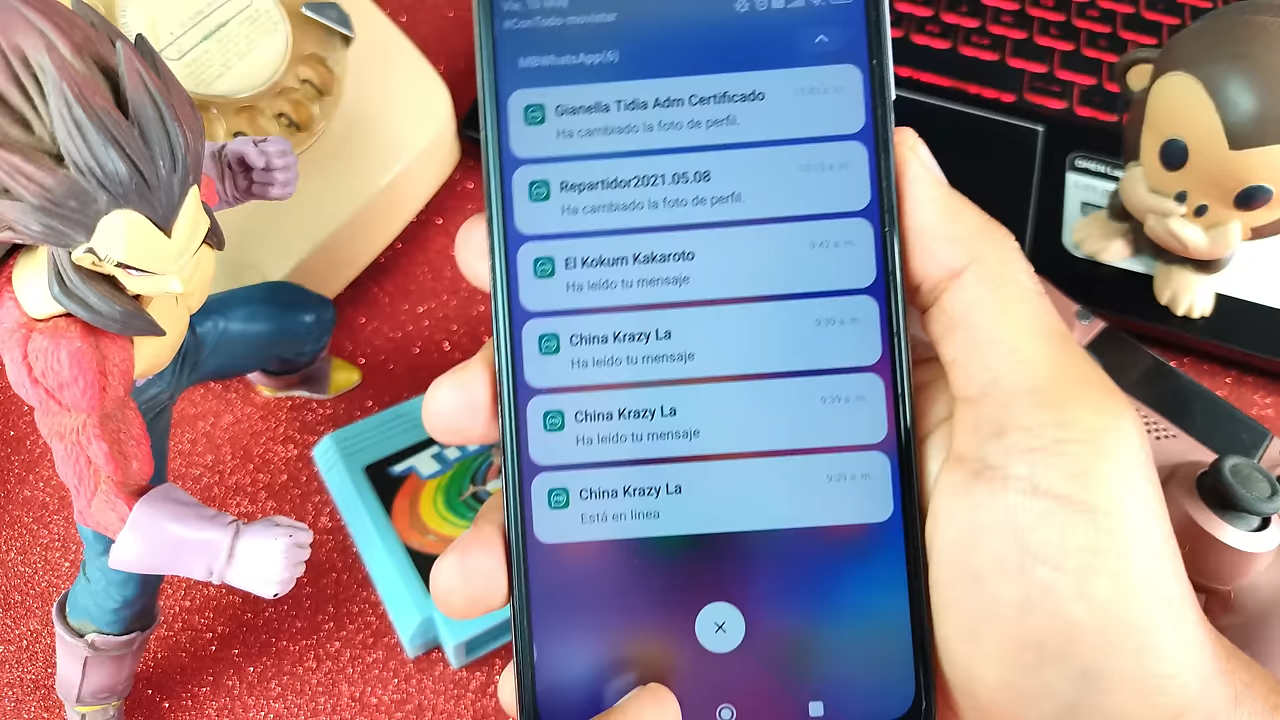 #ConTodo-movistar
MBWhatsApp(6)
Gianella Tidia Adm Certificado
Ha cambiado la foto de perfil.
Repartidor2021.05.08
Ha cambiado la foto de perfil.
El Kokum Kakaroto
9:42 a. m.
Ha leído tu mensaje
China Krazy La
9:39 a. m.
Ha leído tu mensaje
China Krazy La
9:39 a. m.
Ha leído tu mensaje
China Krazy La
9:39 a. m.
Está en línea